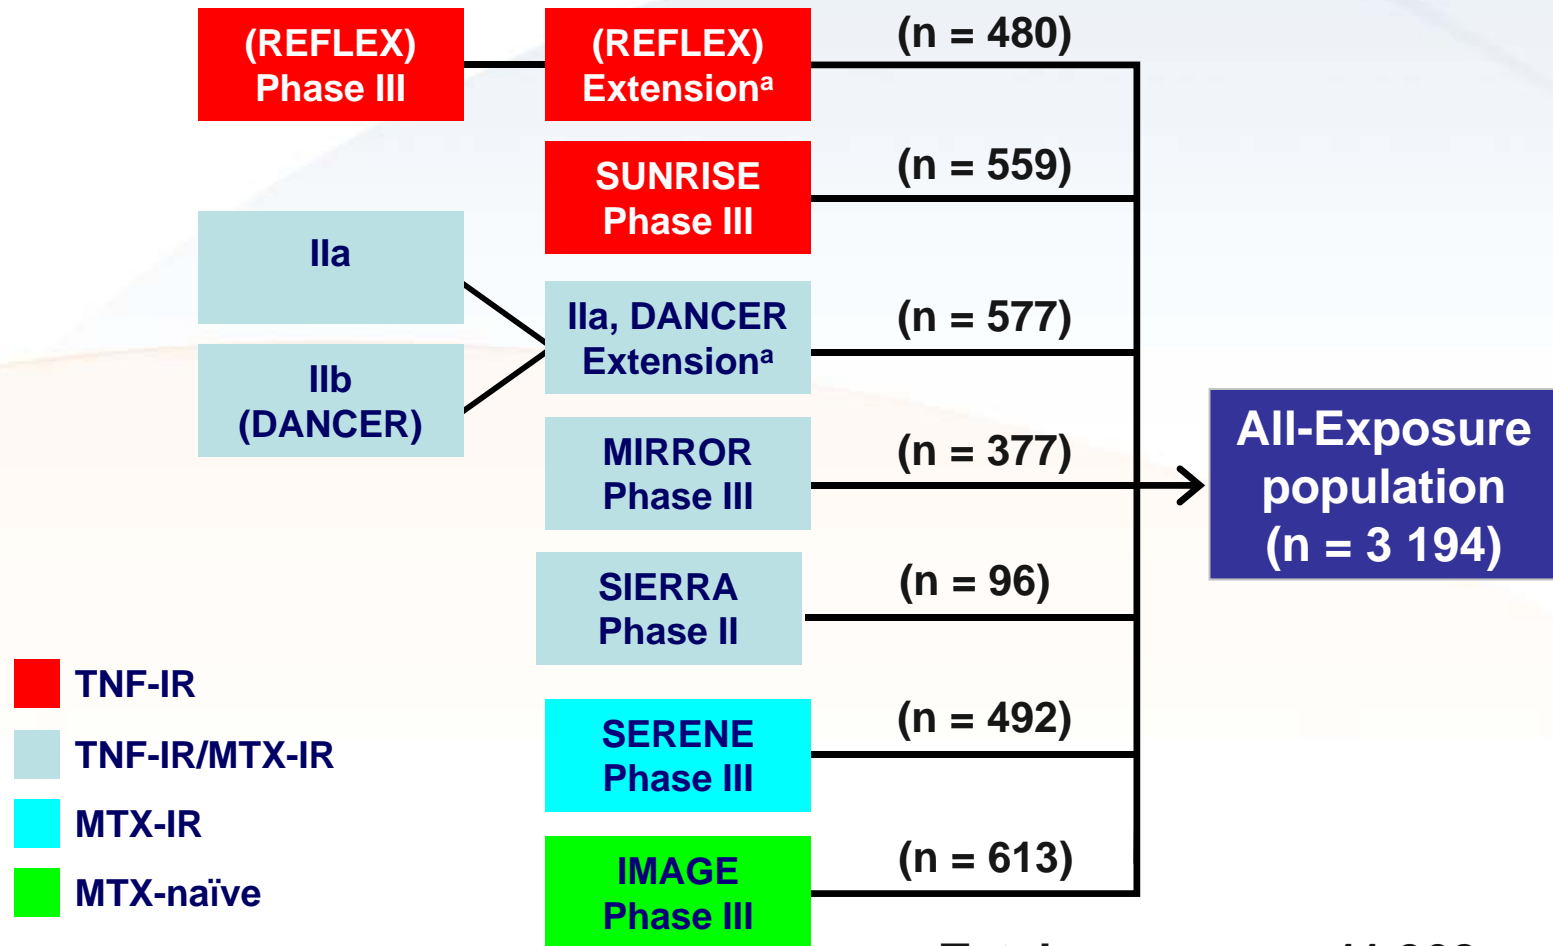 (REFLEX)
Phase III
(REFLEX)
Extensionᵃ
(n = 480)
SUNRISE
Phase III
(n = 559)
IIa
IIb
(DANCER)
IIa, DANCER
Extensionᵃ
(n = 577)
MIRROR
Phase III
(n = 377)
SIERRA
Phase II
(n = 96)
SERENE
Phase III
(n = 492)
IMAGE
Phase III
(n = 613)
All-Exposure
population
(n = 3 194)
TNF-IR
TNF-IR/MTX-IR
MTX-IR
MTX-naïve